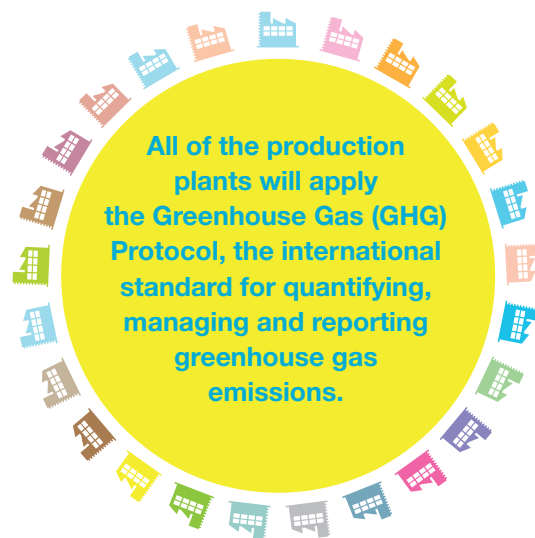 All of the production
plants will apply
the Greenhouse Gas (GHG)
Protocol, the international
standard for quantifying,
managing and reporting
greenhouse gas
emissions.